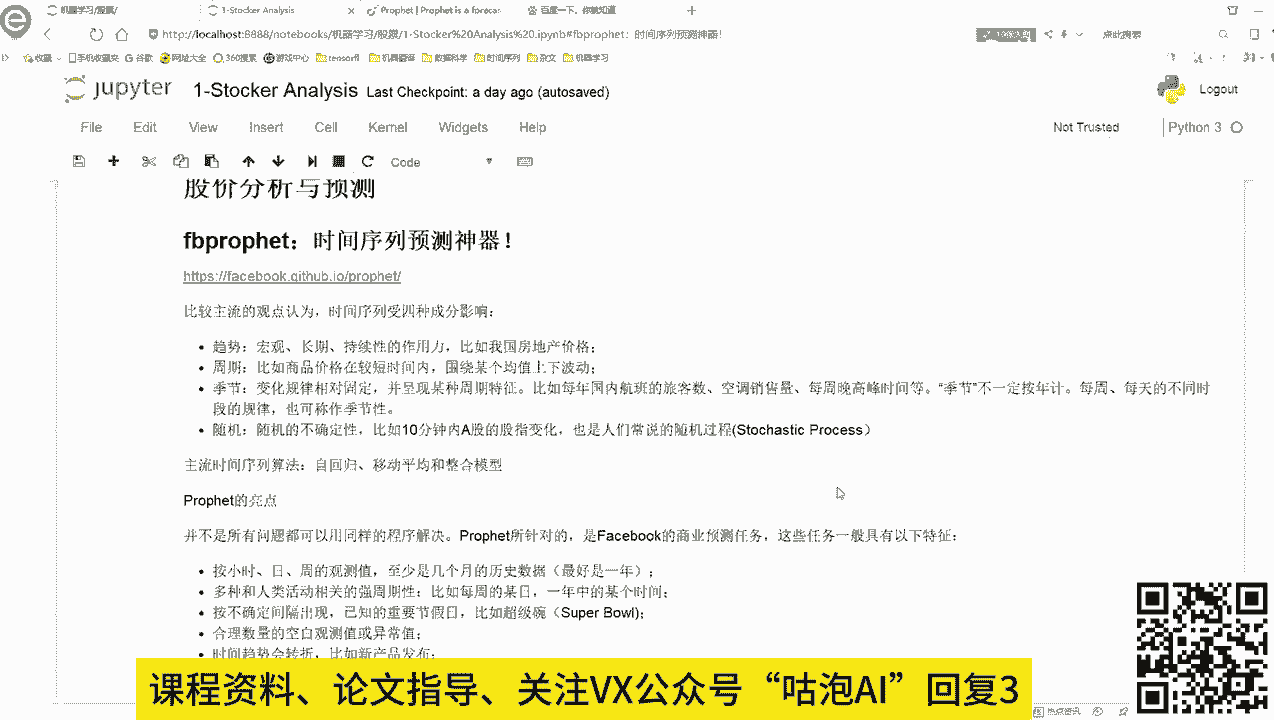 机器学习/股票/
1-Stocker Analysis
Prophet | Prophet is a forecas
百度一下，你就知道
http://localhost:8888/notebooks/机器学习/股票/1-Stocker%20Analysis%20.ipynb#fbprophet：时间序列预测神器！
点此搜索
收藏 手机收藏夹 谷歌 网址大全 360搜索 游戏中心 tensorfl 机器翻译 数据科学 时间序列 杂文 机器学习
jupyter 1-Stocker Analysis Last Checkpoint: a day ago (autosaved)
Logout
File Edit View Insert Cell Kernel Widgets Help
Not Trusted
Python 3
Code
股价分析与预测
fbprophet：时间序列预测神器！
https://facebook.github.io/prophet/
比较主流的观点认为，时间序列受四种成分影响：
趋势：宏观、长期、持续性的作用力，比如我国房地产价格；
周期：比如商品价格在较短时间内，围绕某个均值上下波动；
季节：变化规律相对固定，并呈现某种周期特征。比如每年国内航班的旅客数、空调销售量、每周晚高峰时间等。“季节”不一定按年计。每周、每天的不同时
段的规律，也可称作季节性。
随机：随机的不确定性，比如10分钟内A股的股指变化，也是人们常说的随机过程(Stochastic Process）
主流时间序列算法：自回归、移动平均和整合模型
Prophet的亮点
并不是所有问题都可以用同样的程序解决。Prophet所针对的，是Facebook的商业预测任务，这些任务一般具有以下特征：
按小时、日、周的观测值，至少是几个月的历史数据（最好是一年）；
多种和人类活动相关的强周期性：比如每周的某日，一年中的某个时间；
按不确定间隔出现，已知的重要节假日，比如超级碗（Super Bowl)；
合理数量的空白观测值或异常值；
时间趋势会转折，比如新产品发布；
课程资料、论文指导、关注VX公众号“咕泡AI”回复3
热点资讯